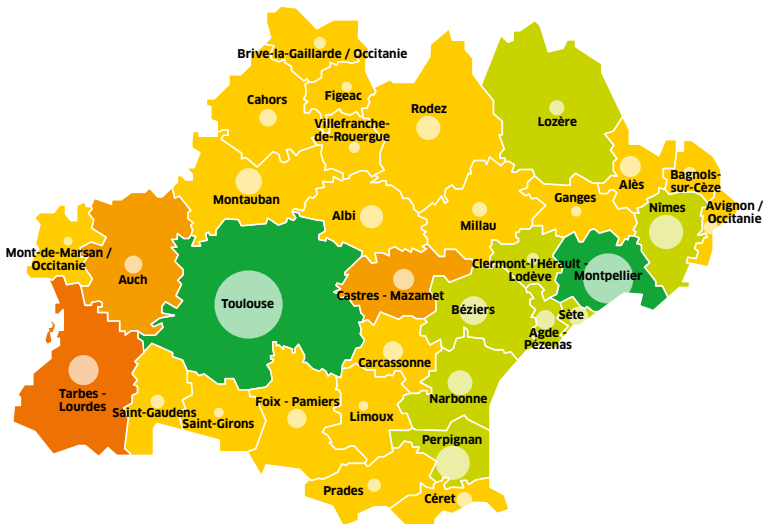 Brive-la-Gaillarde / Occitanie
Cahors
Figeac
Rodez
Lozère
Villefranche-
de-Rouergue
Montauban
Albi
Millau
Ganges
Alès
Bagnols-
sur-Cèze
Nîmes
Avignon /
Occitanie
Mont-de-Marsan /
Occitanie
Auch
Toulouse
Castres - Mazamet
Clermont-l'Hérault -
Lodève
Montpellier
Béziers
Sète
Agde -
Pézenas
Carcassonne
Tarbes -
Lourdes
Saint-Gaudens
Saint-Girons
Foix - Pamiers
Limoux
Narbonne
Perpignan
Prades
Céret